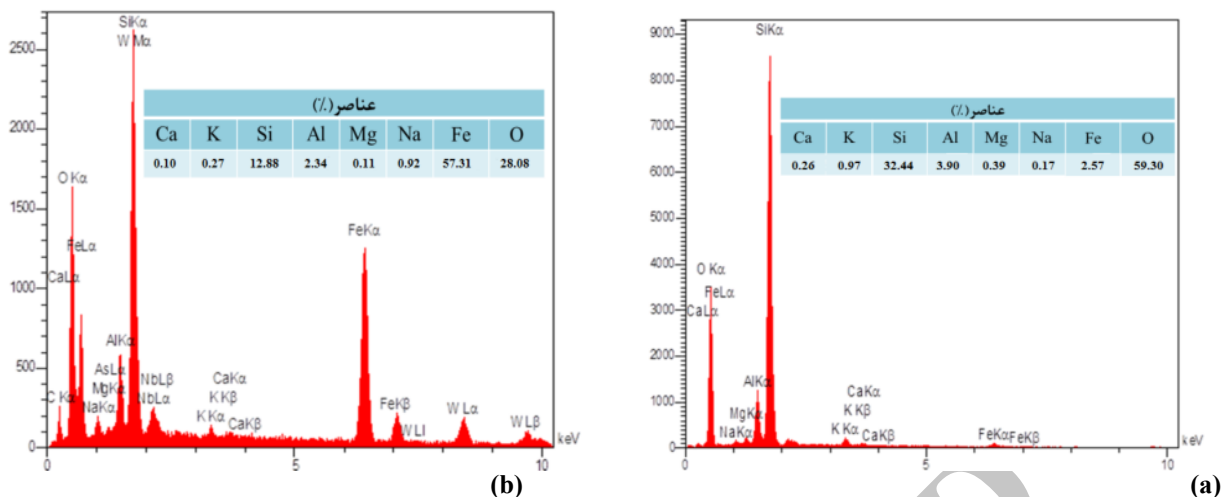 SiKα
W Mα
2500
2000
1500
1000
500
0
عناصر(٪)
Ca K Si Al Mg Na Fe O
0.10 0.27 12.88 2.34 0.11 0.92 57.31 28.08
O Kα
FeLα
CaLα
AlKα
AsLα
MgKα
C Kα
NaKα
NbLβ
NbLα
CaKα
K Kβ
K Kα
CaKβ
FeKα
FeKβ
W Ll
W Lα
W Lβ
keV
0 5 10
(b)
SiKα
9000
8000
7000
6000
5000
4000
3000
2000
1000
0
عناصر(٪)
Ca K Si Al Mg Na Fe O
0.26 0.97 32.44 3.90 0.39 0.17 2.57 59.30
O Kα
FeLα
CaLα
AlKα
MgKα
NaKα
CaKα
K Kβ
K Kα
CaKβ
FeKα
FeKβ
keV
0 5 10
(a)